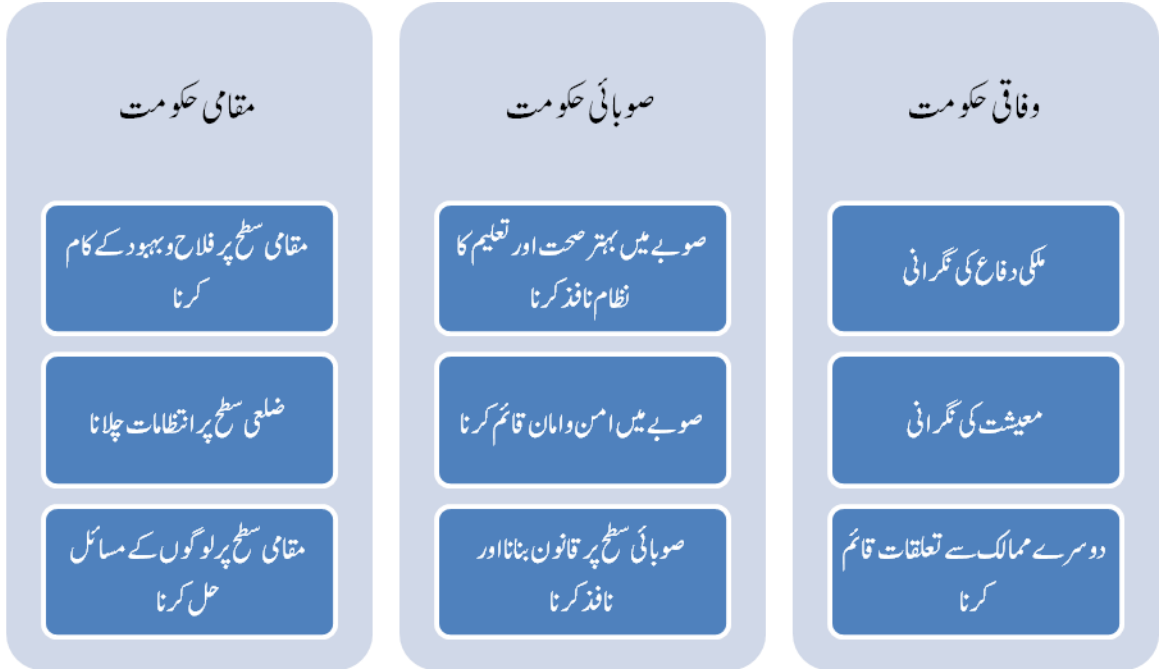 وفاقی حکومت
ملکی دفاع کی نگرانی
معیشت کی نگرانی
دوسرے ممالک سے تعلقات قائم
کرنا
صوبائی حکومت
صوبے میں بہتر صحت اور تعلیم کا
نظام نافذ کرنا
صوبے میں امن و امان قائم کرنا
صوبائی سطح پر قانون بنانا اور
نافذ کرنا
مقامی حکومت
مقامی سطح پر فلاح و بہبود کے کام
کرنا
ضلعی سطح پر انتظامات چلانا
مقامی سطح پر لوگوں کے مسائل
حل کرنا